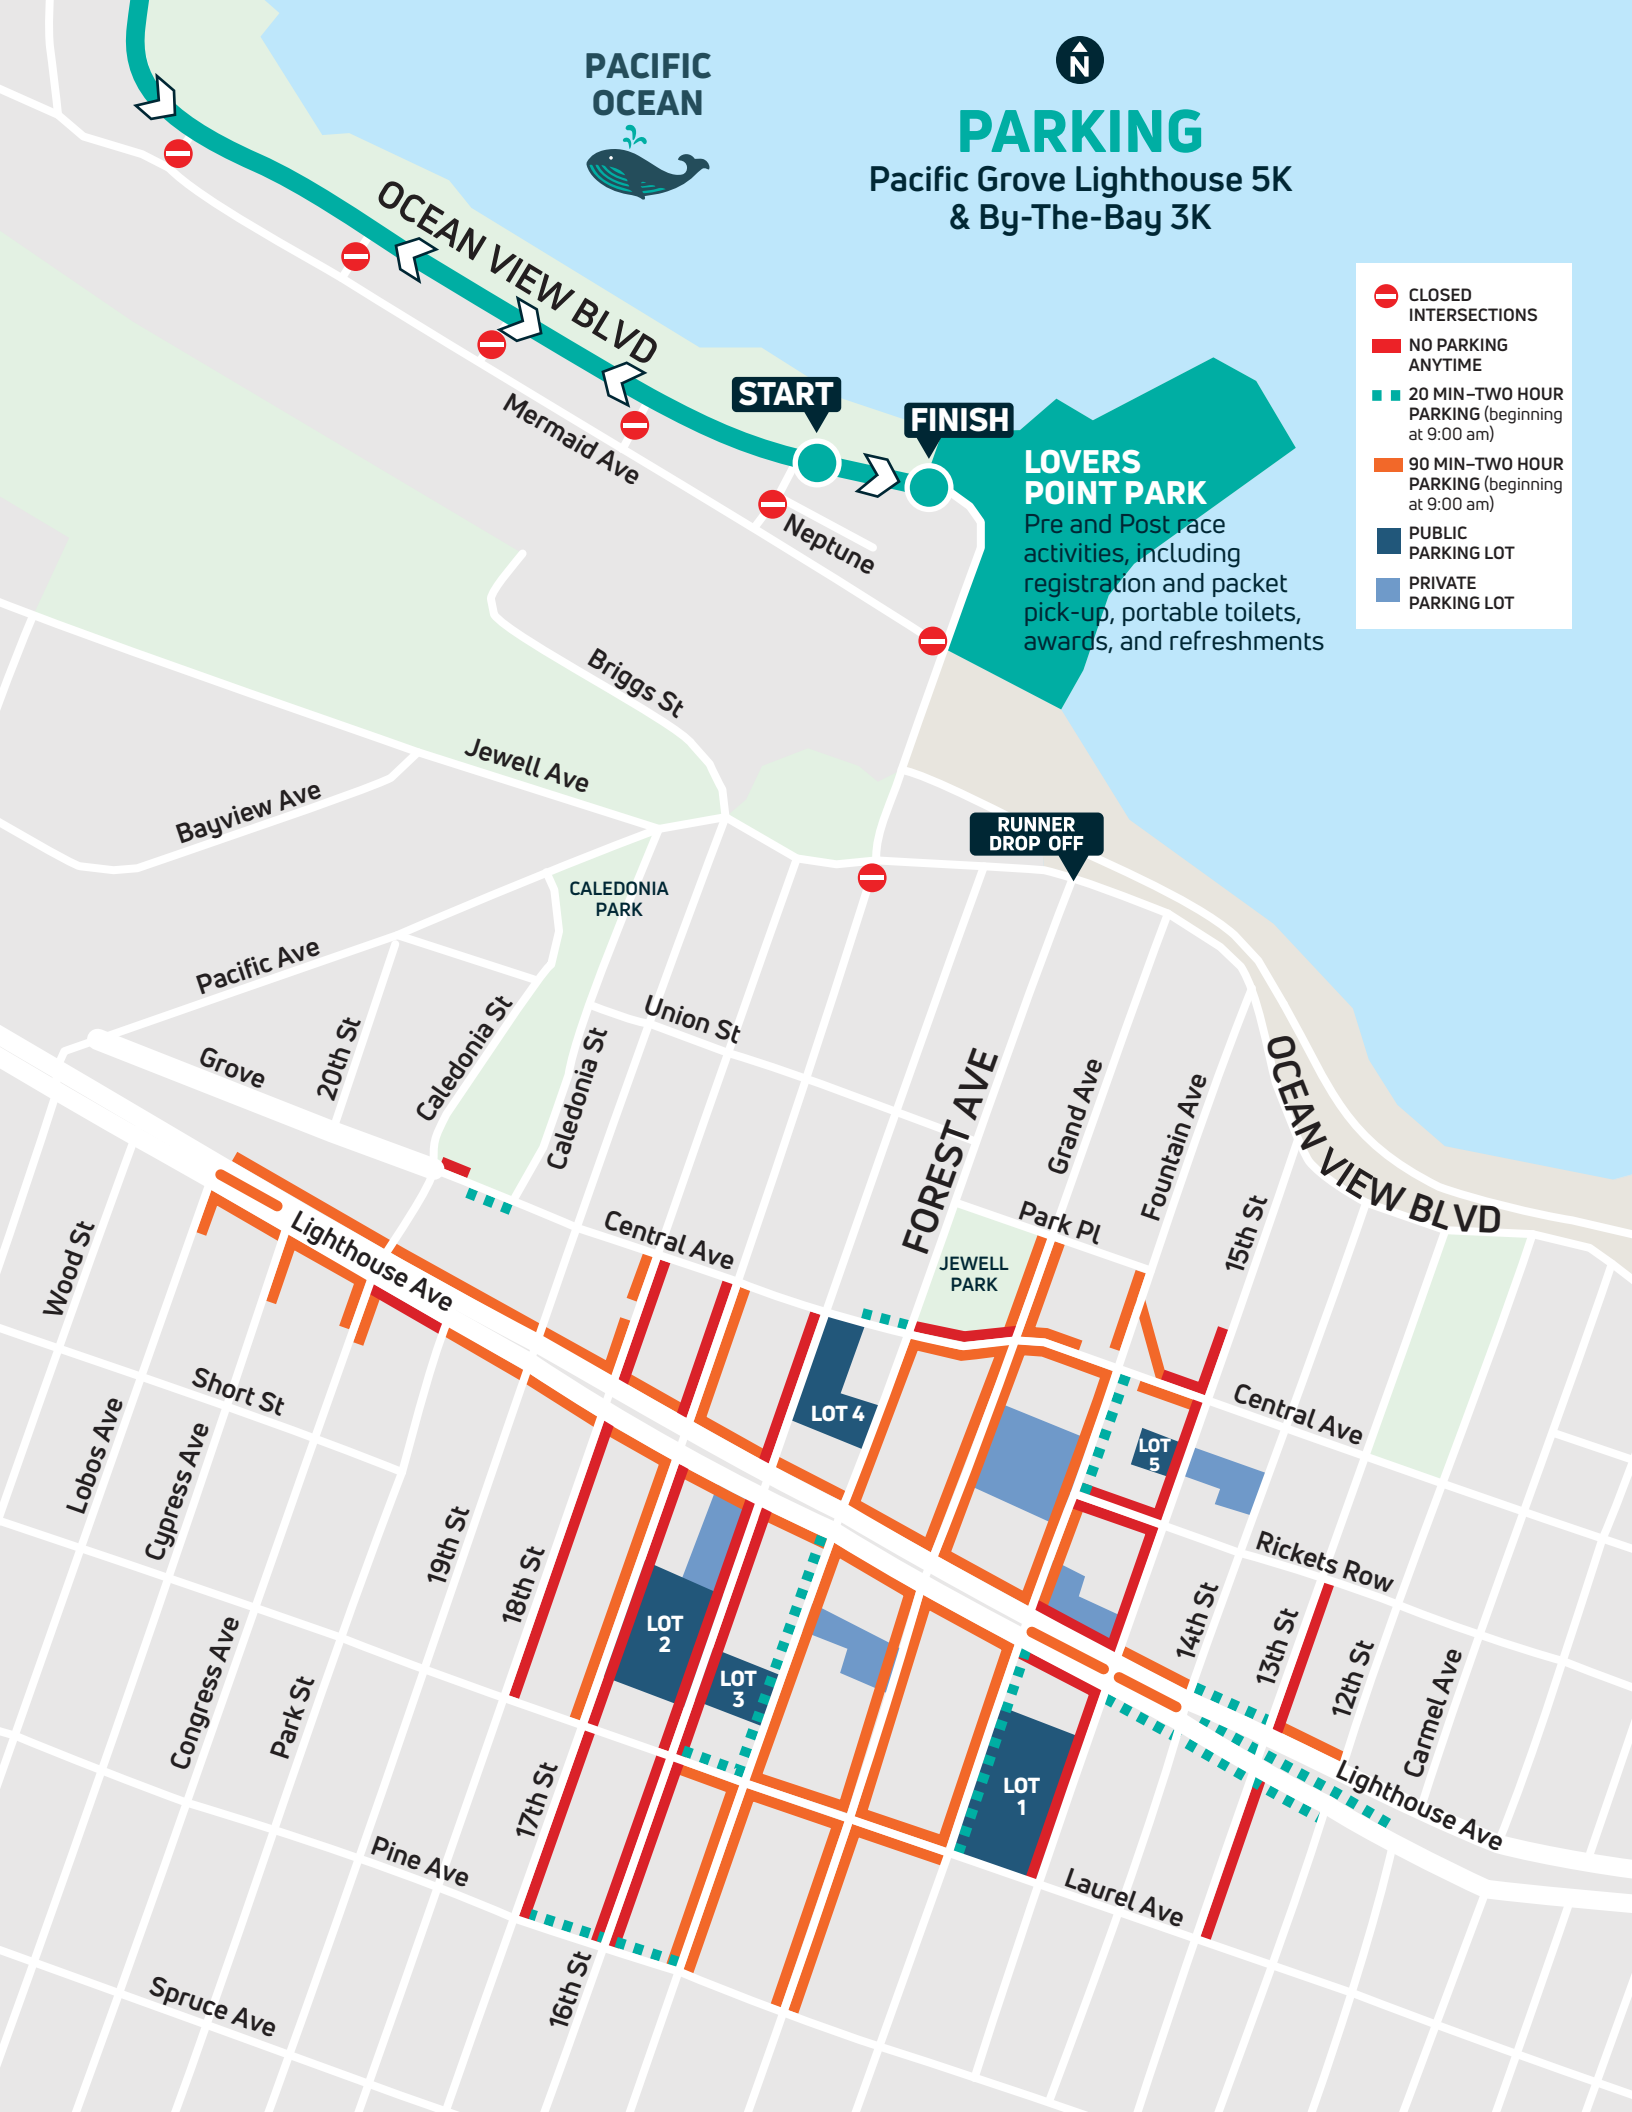 PACIFIC
OCEAN
N
PARKING
Pacific Grove Lighthouse 5K
& By-The-Bay 3K
CLOSED
INTERSECTIONS
NO PARKING
ANYTIME
20 MIN–TWO HOUR
PARKING (beginning
at 9:00 am)
90 MIN–TWO HOUR
PARKING (beginning
at 9:00 am)
PUBLIC
PARKING LOT
PRIVATE
PARKING LOT
OCEAN VIEW BLVD
START
FINISH
Mermaid Ave
LOVERS
POINT PARK
Pre and Post race
activities, including
registration and packet
pick-up, portable toilets,
awards, and refreshments
Neptune
Briggs St
Jewell Ave
Bayview Ave
RUNNER
DROP OFF
CALEDONIA
PARK
Pacific Ave
Union St
Grove
20th St
Caledonia St
Caledonia St
FOREST AVE
Grand Ave
Fountain Ave
OCEAN VIEW BLVD
Park Pl
15th St
Central Ave
JEWELL
PARK
Wood St
Lighthouse Ave
Short St
Lobos Ave
Cypress Ave
LOT 4
Central Ave
LOT
5
19th St
18th St
Rickets Row
14th St
13th St
12th St
Carmel Ave
LOT
2
LOT
3
Congress Ave
Park St
17th St
LOT
1
Lighthouse Ave
Pine Ave
Laurel Ave
16th St
Spruce Ave